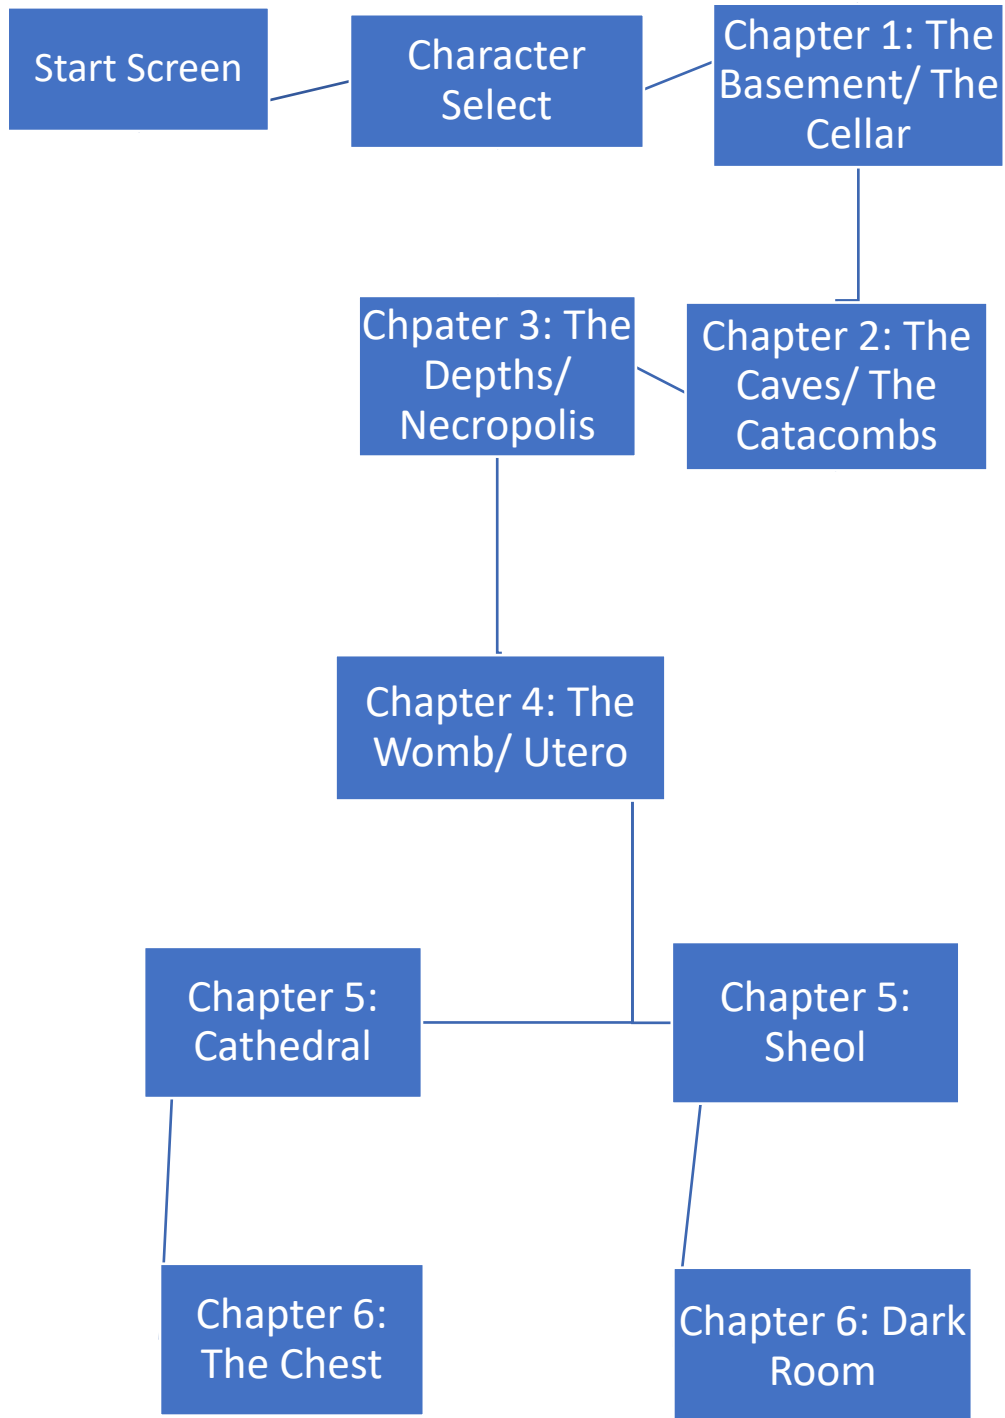 Start Screen
Character
Select
Chapter 1: The
Basement/ The
Cellar
Chpater 3: The
Depths/
Necropolis
Chapter 2: The
Caves/ The
Catacombs
Chapter 4: The
Womb/ Utero
Chapter 5:
Cathedral
Chapter 5:
Sheol
Chapter 6:
The Chest
Chapter 6: Dark
Room